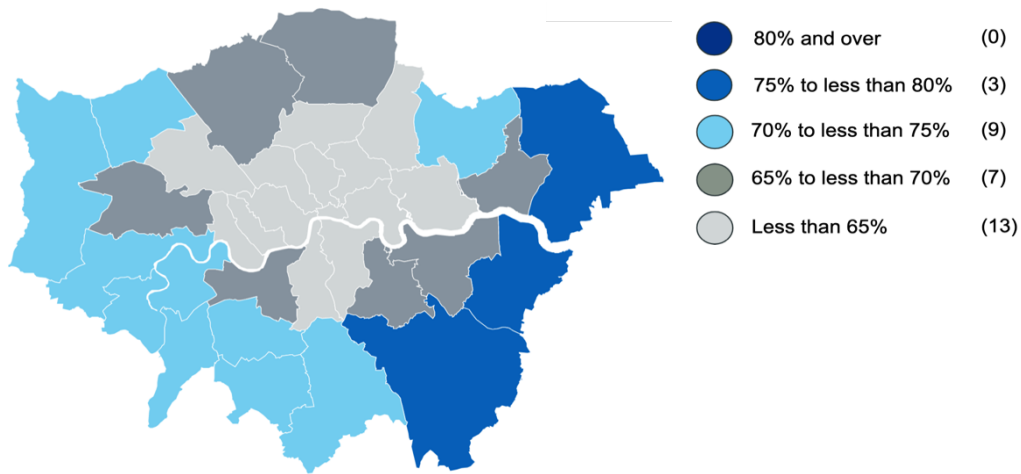 80% and over (0)
75% to less than 80% (3)
70% to less than 75% (9)
65% to less than 70% (7)
Less than 65% (13)